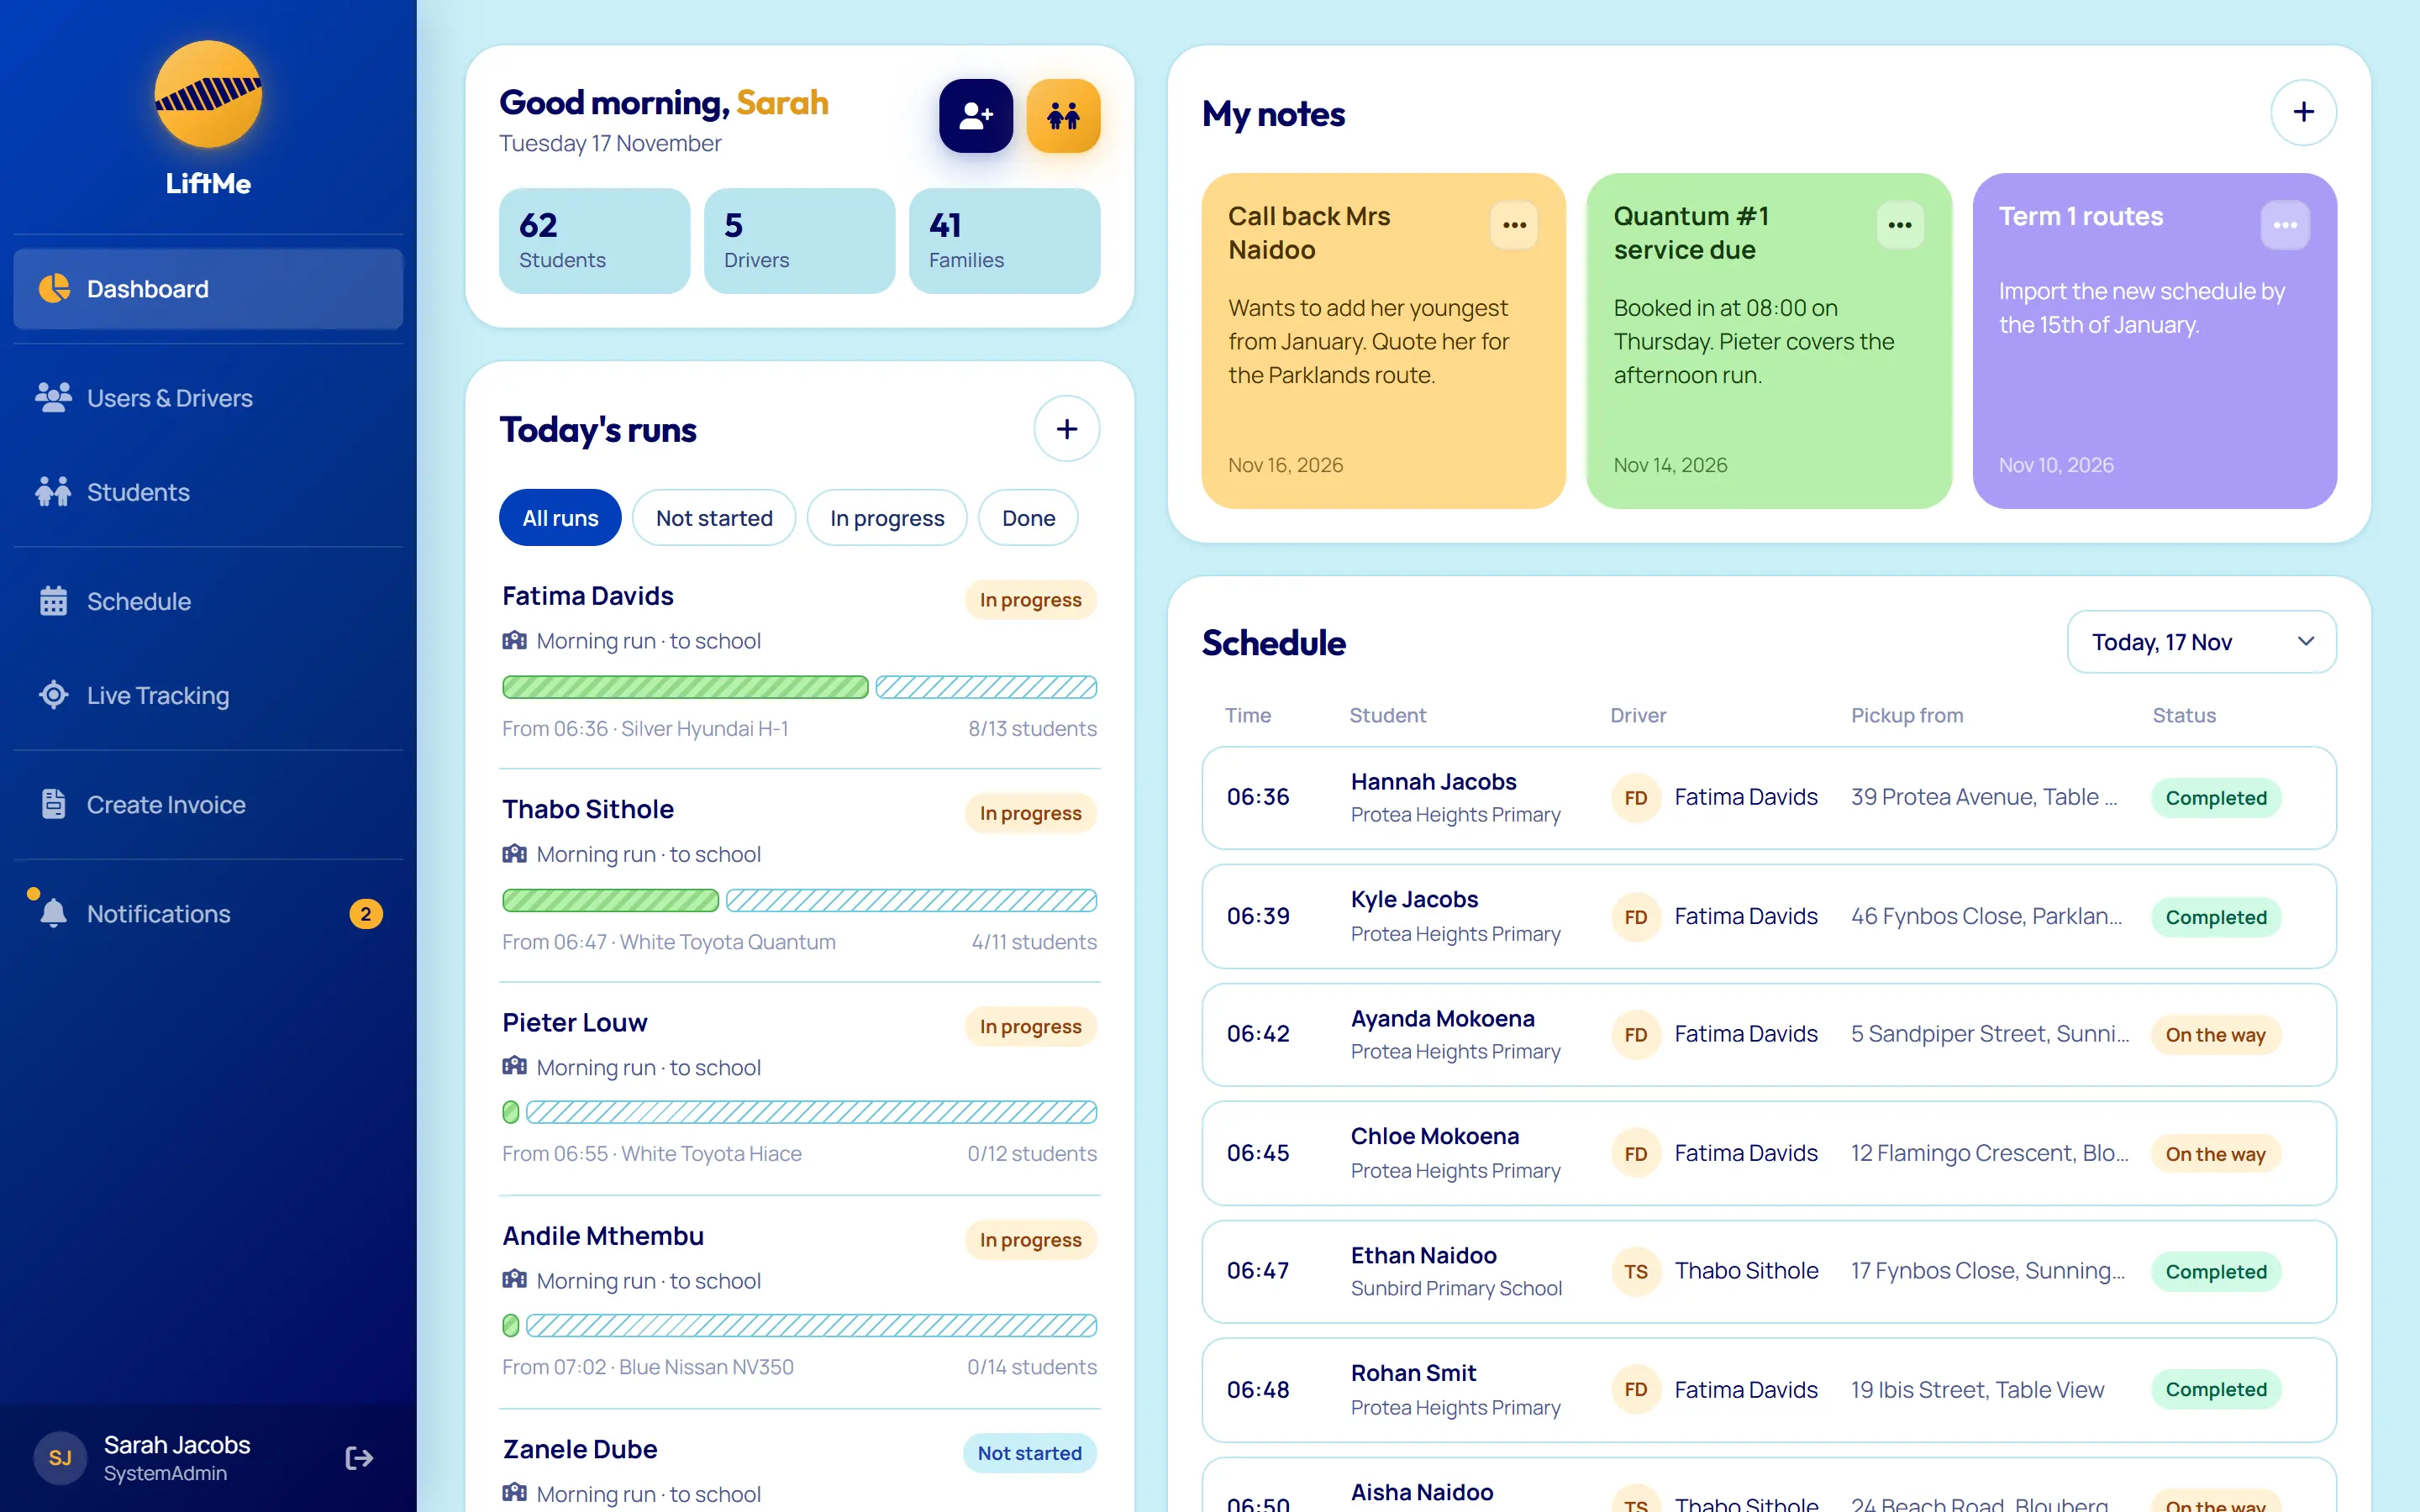 LiftMe
Dashboard
Users & Drivers
Students
Schedule
Live Tracking
Create Invoice
Notifications
2
SJ
Sarah Jacobs
SystemAdmin
Good morning, Sarah
Tuesday 17 November
62
Students
5
Drivers
41
Families
Today's runs
All runs
Not started
In progress
Done
Fatima Davids
In progress
Morning run · to school
From 06:36 · Silver Hyundai H-1
8/13 students
Thabo Sithole
In progress
Morning run · to school
From 06:47 · White Toyota Quantum
4/11 students
Pieter Louw
In progress
Morning run · to school
From 06:55 · White Toyota Hiace
0/12 students
Andile Mthembu
In progress
Morning run · to school
From 07:02 · Blue Nissan NV350
0/14 students
Zanele Dube
Not started
Morning run · to school
My notes
Call back Mrs
Naidoo
Wants to add her youngest
from January. Quote her for
the Parklands route.
Nov 16, 2026
Quantum #1
service due
Booked in at 08:00 on
Thursday. Pieter covers the
afternoon run.
Nov 14, 2026
Term 1 routes
Import the new schedule by
the 15th of January.
Nov 10, 2026
Schedule
Today, 17 Nov
Time Student Driver Pickup from Status
06:36
Hannah Jacobs
Protea Heights Primary
FD
Fatima Davids
39 Protea Avenue, Table ...
Completed
06:39
Kyle Jacobs
Protea Heights Primary
FD
Fatima Davids
46 Fynbos Close, Parklan...
Completed
06:42
Ayanda Mokoena
Protea Heights Primary
FD
Fatima Davids
5 Sandpiper Street, Sunni...
On the way
06:45
Chloe Mokoena
Protea Heights Primary
FD
Fatima Davids
12 Flamingo Crescent, Blo...
On the way
06:47
Ethan Naidoo
Sunbird Primary School
TS
Thabo Sithole
17 Fynbos Close, Sunning...
Completed
06:48
Rohan Smit
Protea Heights Primary
FD
Fatima Davids
19 Ibis Street, Table View
Completed
06:50
Aisha Naidoo
TS
Thabo Sithole
24 Beach Road, Blouberg
On the way